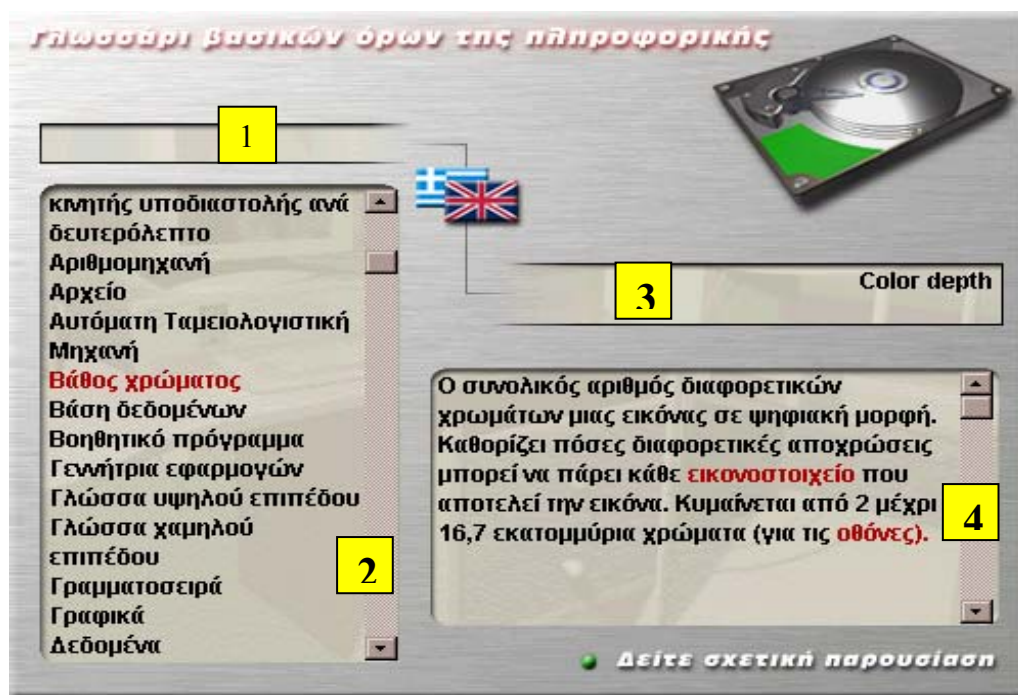 Γλωσσάρι βασικών όρων της πληροφορικής
1
κινητής υποδιαστολής ανά
δευτερόλεπτο
Αριθμομηχανή
Αρχείο
Αυτόματη Ταμειολογιστική
Μηχανή
Βάθος χρώματος
Βάση δεδομένων
Βοηθητικό πρόγραμμα
Γεννήτρια εφαρμογών
Γλώσσα υψηλού επιπέδου
Γλώσσα χαμηλού
επιπέδου
Γραμματοσειρά
Γραφικά
Δεδομένα
2
3
Color depth
Ο συνολικός αριθμός διαφορετικών
χρωμάτων μιας εικόνας σε ψηφιακή μορφή.
Καθορίζει πόσες διαφορετικές αποχρώσεις
μπορεί να πάρει κάθε εικονοστοιχείο που
αποτελεί την εικόνα. Κυμαίνεται από 2 μέχρι
16,7 εκατομμύρια χρώματα (για τις οθόνες).
4
Δείτε σχετική παρουσίαση